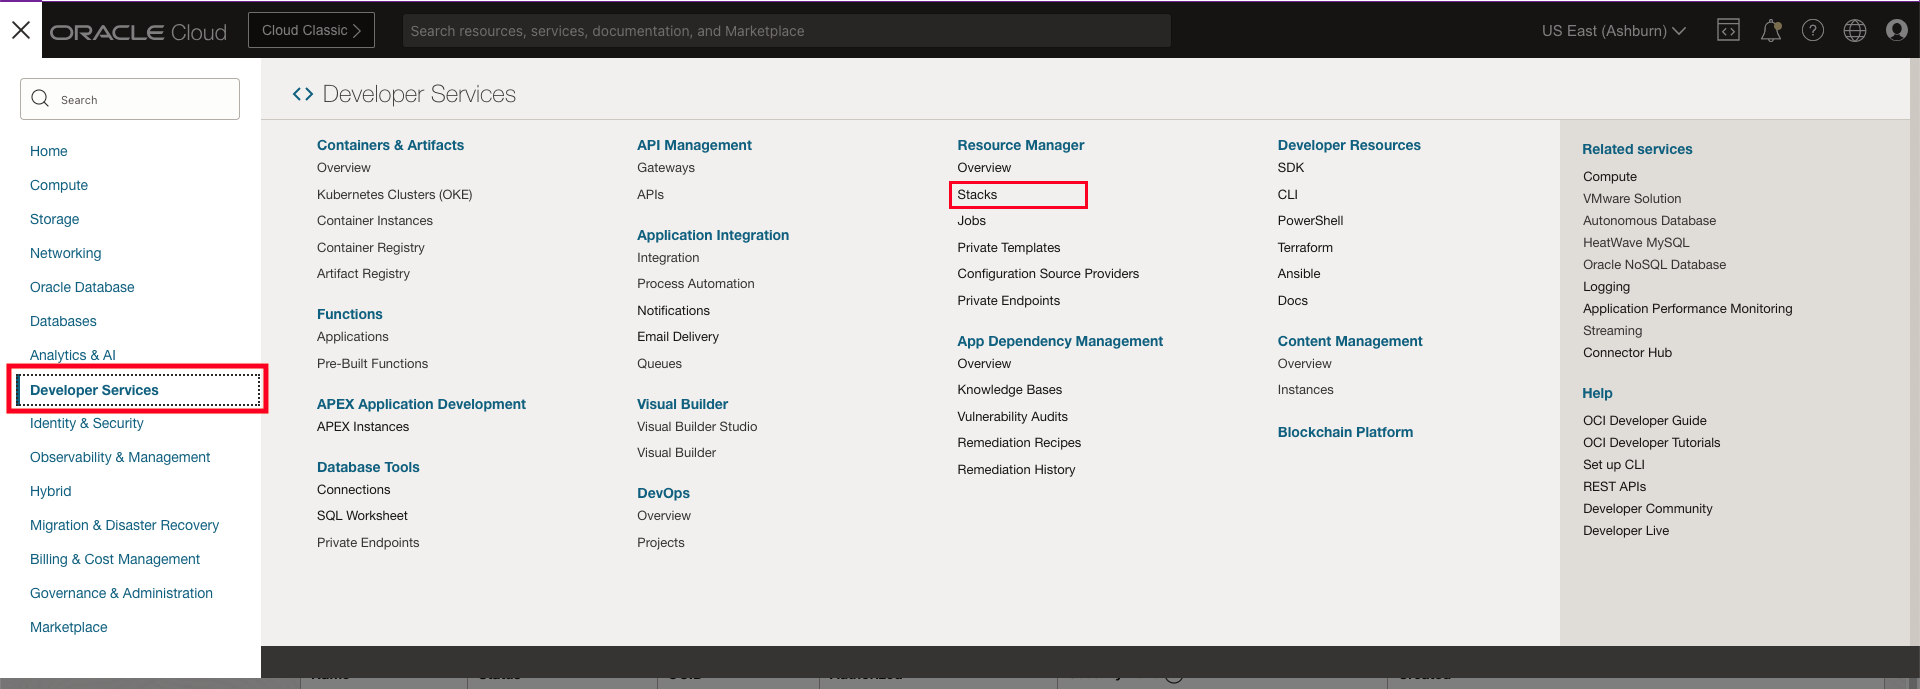 ORACLE Cloud
Cloud Classic
Search resources, services, documentation, and Marketplace
US East (Ashburn)
Search
Home
Compute
Storage
Networking
Oracle Database
Databases
Analytics & AI
Developer Services
Identity & Security
Observability & Management
Hybrid
Migration & Disaster Recovery
Billing & Cost Management
Governance & Administration
Marketplace
Developer Services
Containers & Artifacts
Overview
Kubernetes Clusters (OKE)
Container Instances
Container Registry
Artifact Registry
Functions
Applications
Pre-Built Functions
APEX Application Development
APEX Instances
Database Tools
Connections
SQL Worksheet
Private Endpoints
API Management
Gateways
APIs
Application Integration
Integration
Process Automation
Notifications
Email Delivery
Queues
Visual Builder
Visual Builder Studio
Visual Builder
DevOps
Overview
Projects
Resource Manager
Overview
Stacks
Jobs
Private Templates
Configuration Source Providers
Private Endpoints
App Dependency Management
Overview
Knowledge Bases
Vulnerability Audits
Remediation Recipes
Remediation History
Developer Resources
SDK
CLI
PowerShell
Terraform
Ansible
Docs
Content Management
Overview
Instances
Blockchain Platform
Related services
Compute
VMware Solution
Autonomous Database
HeatWave MySQL
Oracle NoSQL Database
Logging
Application Performance Monitoring
Streaming
Connector Hub
Help
OCI Developer Guide
OCI Developer Tutorials
Set up CLI
REST APIs
Developer Community
Developer Live